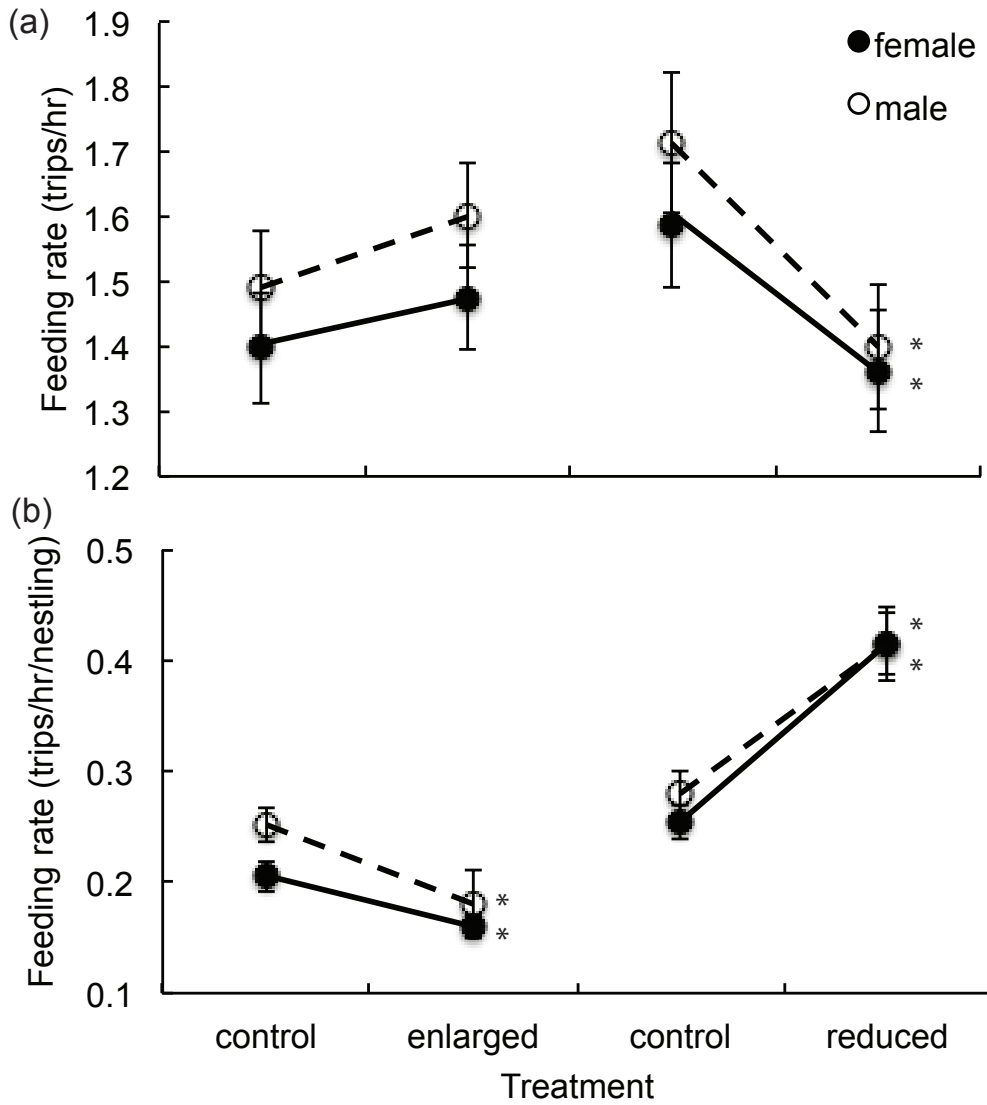 (a)
Feeding rate (trips/hr)
1.9
1.8
1.7
1.6
1.5
1.4
1.3
1.2
female
male
*
*
(b)
Feeding rate (trips/hr/nestling)
0.5
0.4
0.3
0.2
0.1
*
*
*
*
control enlarged control reduced
Treatment